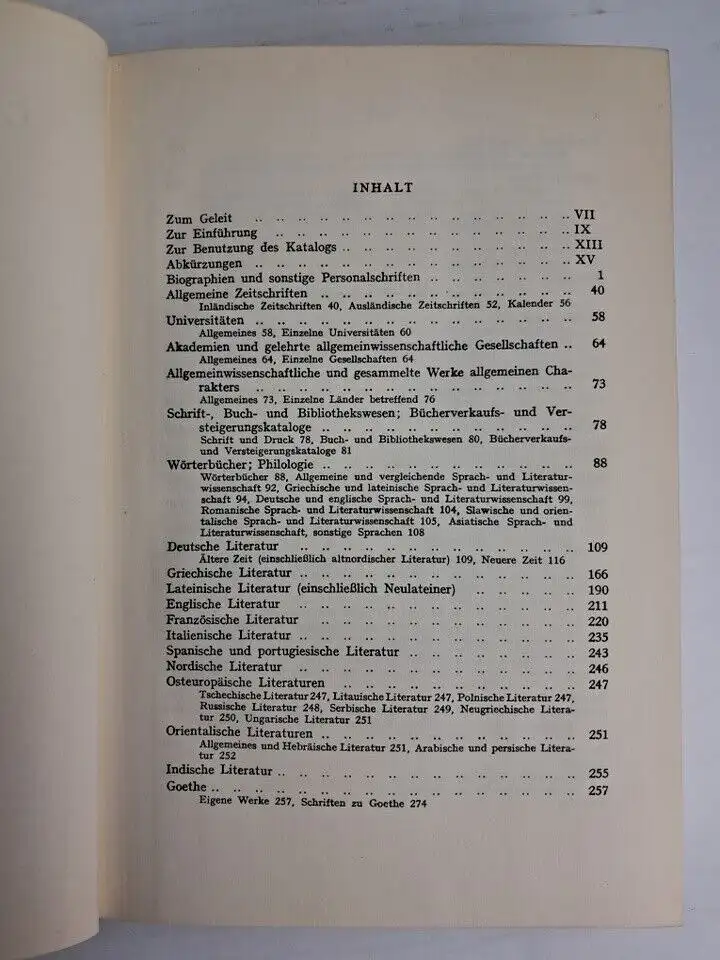 INHALT
Zum Geleit .. .. .. .. .. .. .. .. .. .. .. .. .. .. VII
Zur Einführung .. .. .. .. .. .. .. .. .. .. .. .. .. IX
Zur Benutzung des Katalogs .. .. .. .. .. .. .. .. .. .. XIII
Abkürzungen .. .. .. .. .. .. .. .. .. .. .. .. .. XV
Biographien und sonstige Personalschriften .. .. .. .. .. .. .. 1
Allgemeine Zeitschriften .. .. .. .. .. .. .. .. .. .. .. 40
Inländische Zeitschriften 40, Ausländische Zeitschriften 52, Kalender 56
Universitäten .. .. .. .. .. .. .. .. .. .. .. .. .. .. 58
Allgemeines 58, Einzelne Universitäten 60
Akademien und gelehrte allgemeinwissenschaftliche Gesellschaften .. 64
Allgemeines 64, Einzelne Gesellschaften 64
Allgemeinwissenschaftliche und gesammelte Werke allgemeinen Cha-
rakters .. .. .. .. .. .. .. .. .. .. .. .. .. .. 73
Allgemeines 73, Einzelne Länder betreffend 76
Schrift-, Buch- und Bibliothekswesen; Bücherverkaufs- und Ver-
steigerungskataloge .. .. .. .. .. .. .. .. .. .. .. 78
Schrift und Druck 78, Buch- und Bibliothekswesen 80, Bücherverkaufs-
und Versteigerungskataloge 81
Wörterbücher; Philologie .. .. .. .. .. .. .. .. .. .. .. 88
Wörterbücher 88, Allgemeine und vergleichende Sprach- und Literatur-
wissenschaft 92, Griechische und lateinische Sprach- und Literaturwissen-
schaft 94, Deutsche und englische Sprach- und Literaturwissenschaft 99,
Romanische Sprach- und Literaturwissenschaft 104, Slawische und orien-
talische Sprach- und Literaturwissenschaft 105, Asiatische Sprach- und
Literaturwissenschaft, sonstige Sprachen 108
Deutsche Literatur .. .. .. .. .. .. .. .. .. .. .. .. 109
Ältere Zeit (einschließlich altnordischer Literatur) 109, Neuere Zeit 116
Griechische Literatur .. .. .. .. .. .. .. .. .. .. .. .. 166
Lateinische Literatur (einschließlich Neulateiner) .. .. .. .. .. 190
Englische Literatur .. .. .. .. .. .. .. .. .. .. .. .. 211
Französische Literatur .. .. .. .. .. .. .. .. .. .. .. .. 220
Italienische Literatur .. .. .. .. .. .. .. .. .. .. .. .. 235
Spanische und portugiesische Literatur .. .. .. .. .. .. .. .. 243
Nordische Literatur .. .. .. .. .. .. .. .. .. .. .. .. 246
Osteuropäische Literaturen .. .. .. .. .. .. .. .. .. .. 247
Tschechische Literatur 247, Litauische Literatur 247, Polnische Literatur 247,
Russische Literatur 248, Serbische Literatur 249, Neugriechische Litera-
tur 250, Ungarische Literatur 251
Orientalische Literaturen .. .. .. .. .. .. .. .. .. .. .. 251
Allgemeines und Hebräische Literatur 251, Arabische und persische Litera-
tur 252
Indische Literatur .. .. .. .. .. .. .. .. .. .. .. .. .. 255
Goethe .. .. .. .. .. .. .. .. .. .. .. .. .. .. .. .. 257
Eigene Werke 257, Schriften zu Goethe 274